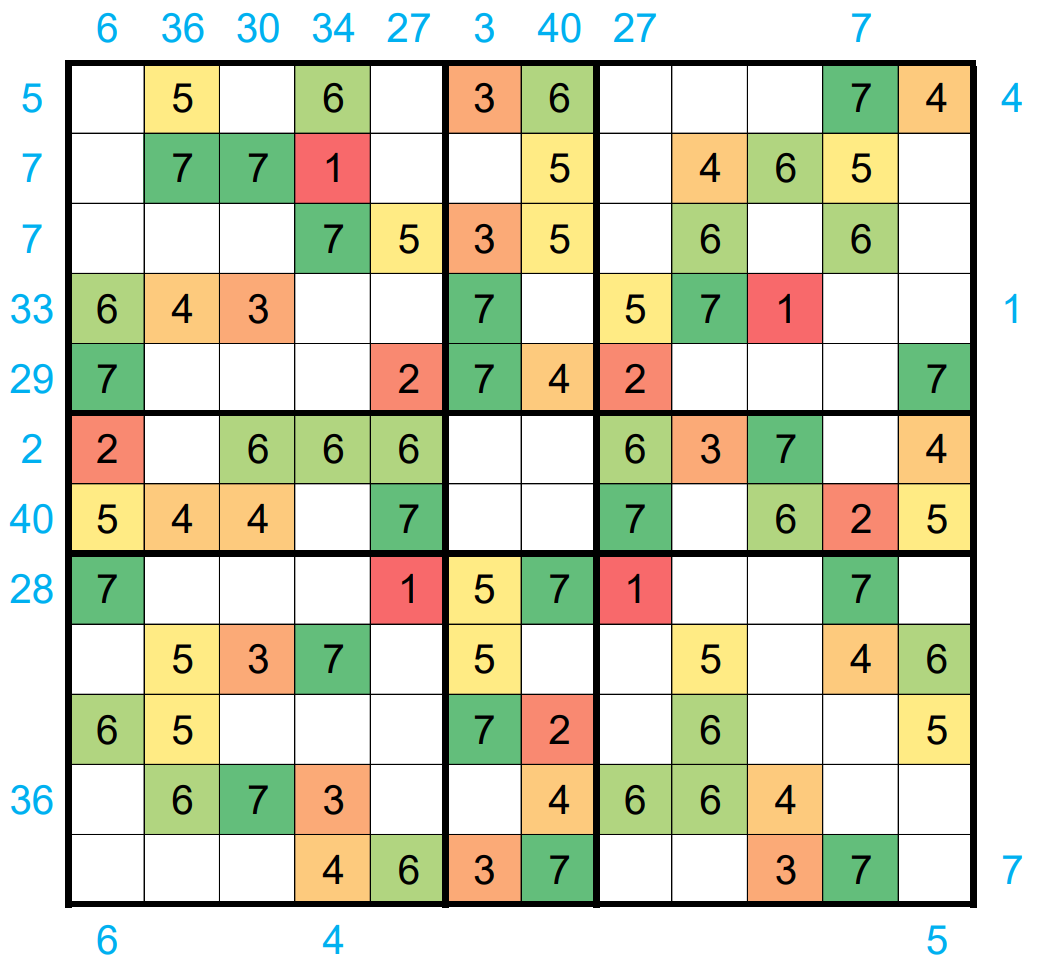 6 36 30 34 27 3 40 27 7
5 5 6 3 6 7 4 4
7 7 7 1 5 4 6 5
7 7 5 3 5 6 6
33 6 4 3 7 5 7 1 1
29 7 2 7 4 2 7
2 2 6 6 6 6 3 7 4
40 5 4 4 7 7 6 2 5
28 7 1 5 7 1 7
5 3 7 5 5 4 6
6 5 7 2 6 5
36 6 7 3 4 6 6 4
4 6 3 7 3 7 7
6 4 5